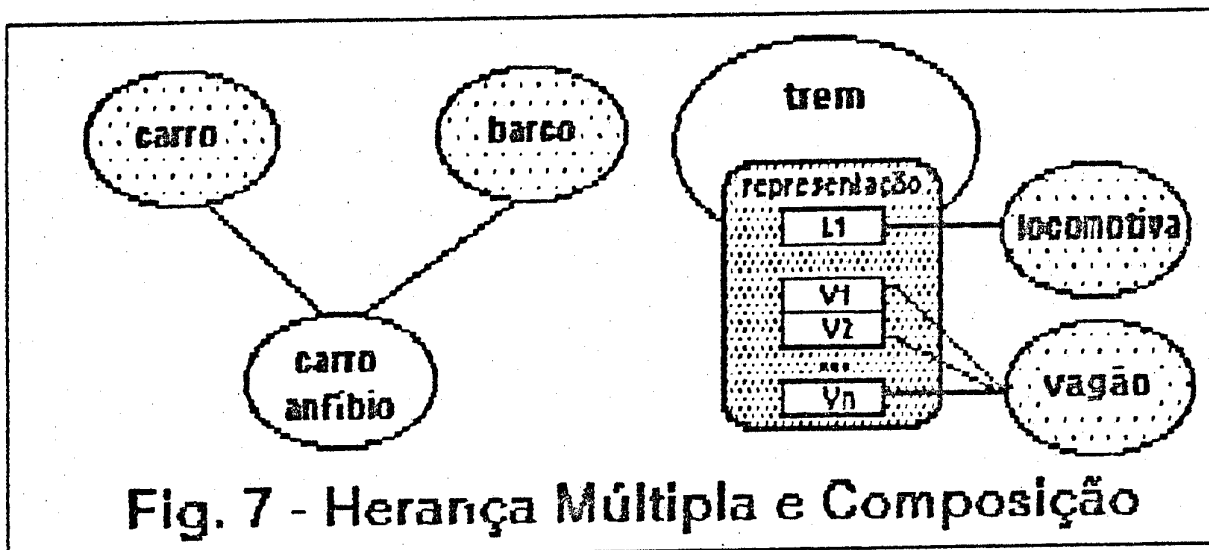 carro
barco
carro
anfíbio
trem
representação
L1
V1
V2
...
Vn
locomotiva
vagão
Fig. 7 - Herança Múltipla e Composição